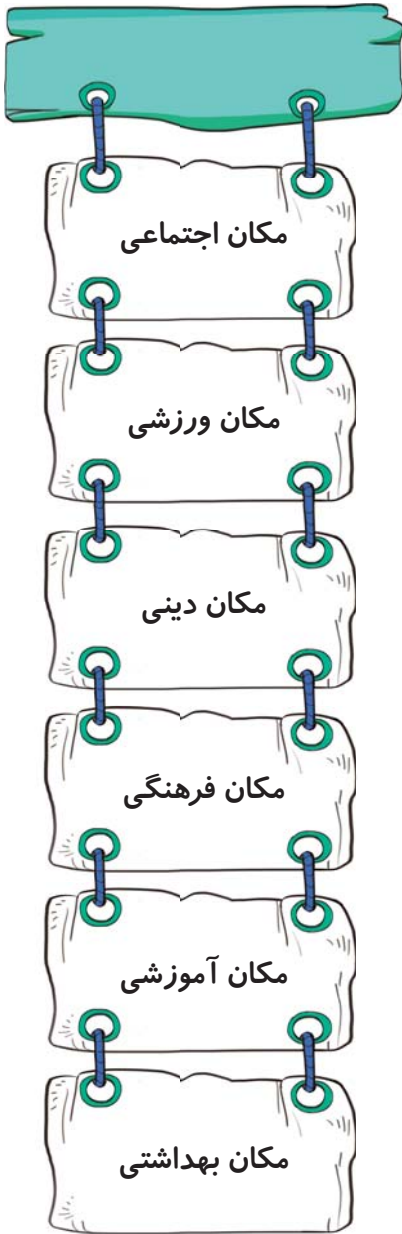 مکان اجتماعی
مکان ورزشی
مکان دینی
مکان فرهنگی
مکان آموزشی
مکان بهداشتی